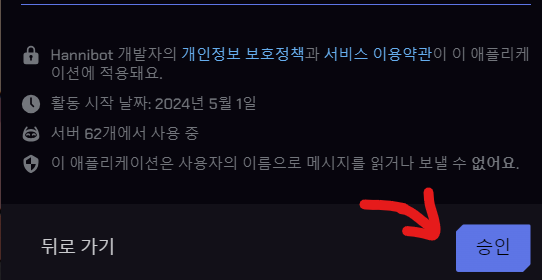 Hannibot 개발자의 개인정보 보호정책과 서비스 이용약관이 이 애플리케
이션에 적용돼요.
활동 시작 날짜: 2024년 5월 1일
서버 62개에서 사용 중
이 애플리케이션은 사용자의 이름으로 메시지를 읽거나 보낼 수 없어요.
뒤로 가기
승인